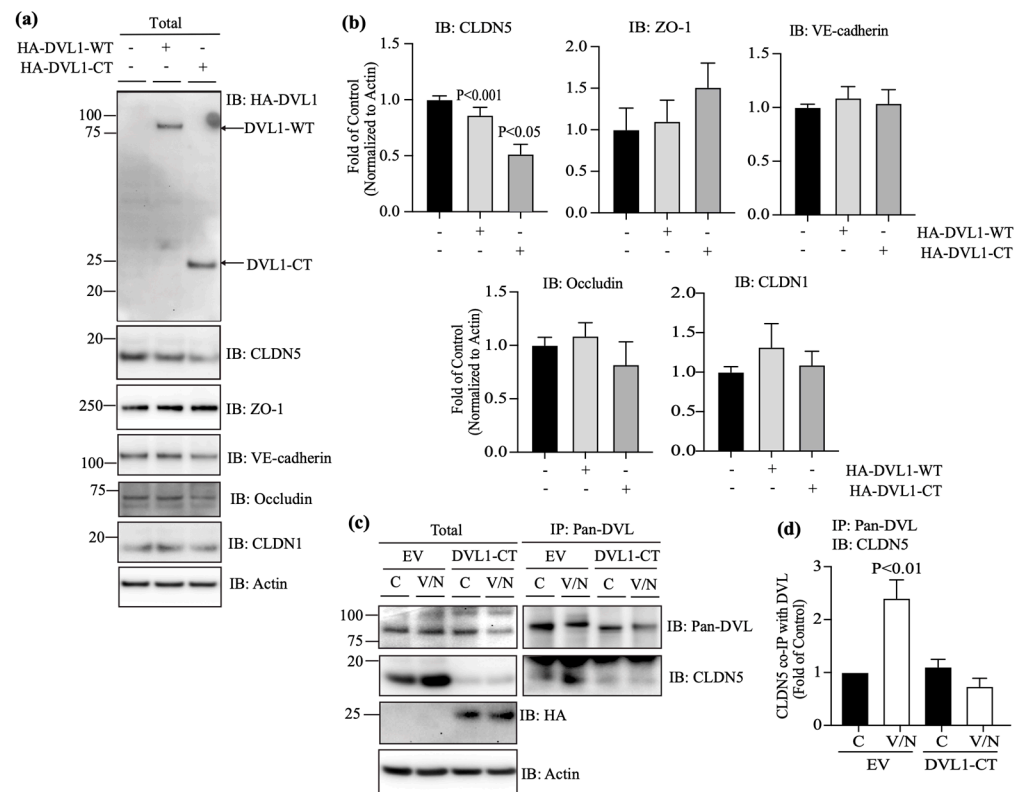 (a)
Total
HA-DVL1-WT - + -
HA-DVL1-CT - - +
IB: HA-DVL1
100
75
DVL1-WT
25
DVL1-CT
20
20
IB: CLDN5
250
IB: ZO-1
IB: VE-cadherin
100
75
IB: Occludin
20
IB: CLDN1
IB: Actin
(b)
IB: CLDN5
Fold of Control
(Normalized to Actin)
1.5
1.0
0.5
0.0
P<0.001
P<0.05
- + -
- - +
IB: ZO-1
2.0
1.5
1.0
0.5
0.0
- + -
- - +
IB: VE-cadherin
1.5
1.0
0.5
0.0
- + - HA-DVL1-WT
- - + HA-DVL1-CT
IB: Occludin
Fold of Control
(Normalized to Actin)
1.5
1.0
0.5
0.0
- + -
- - +
IB: CLDN1
2.0
1.5
1.0
0.5
0.0
- + - HA-DVL1-WT
- - + HA-DVL1-CT
(c)
Total IP: Pan-DVL
EV DVL1-CT EV DVL1-CT
C V/N C V/N C V/N C V/N
100
75
IB: Pan-DVL
20
IB: CLDN5
25
IB: HA
IB: Actin
(d)
IP: Pan-DVL
IB: CLDN5
CLDN5 co-IP with DVL
(Fold of Control)
3
2
1
0
P<0.01
C V/N C V/N
EV DVL1-CT